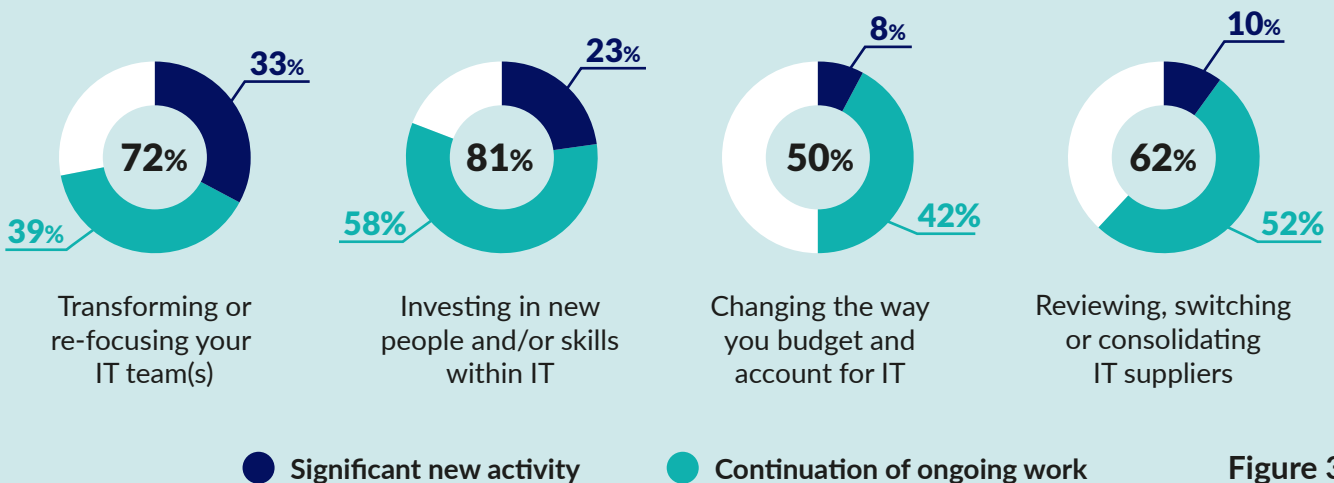 33%
72%
39%
Transforming or
re-focusing your
IT team(s)
23%
81%
58%
Investing in new
people and/or skills
within IT
8%
50%
42%
Changing the way
you budget and
account for IT
10%
62%
52%
Reviewing, switching
or consolidating
IT suppliers
Significant new activity
Continuation of ongoing work
Figure 3